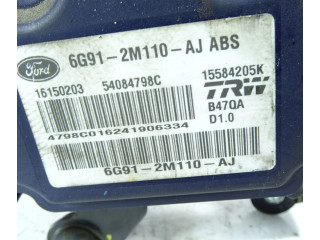 Ford
6G91-2M110-AJ ABS
16150203 54084798C 15584205K
TRW
B47QA
D1.0
4798C016241906334
6G91-2M110-AJ